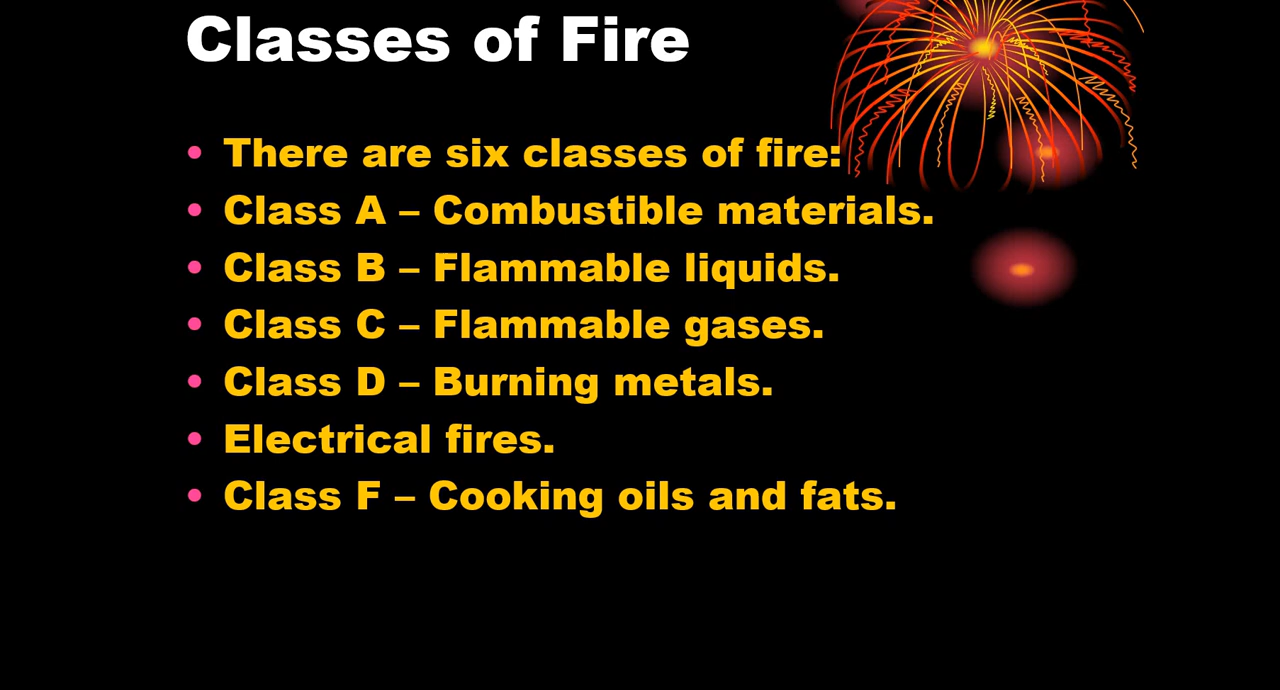 Classes of Fire
• There are six classes of fire:
• Class A – Combustible materials.
• Class B – Flammable liquids.
• Class C – Flammable gases.
• Class D – Burning metals.
• Electrical fires.
• Class F – Cooking oils and fats.